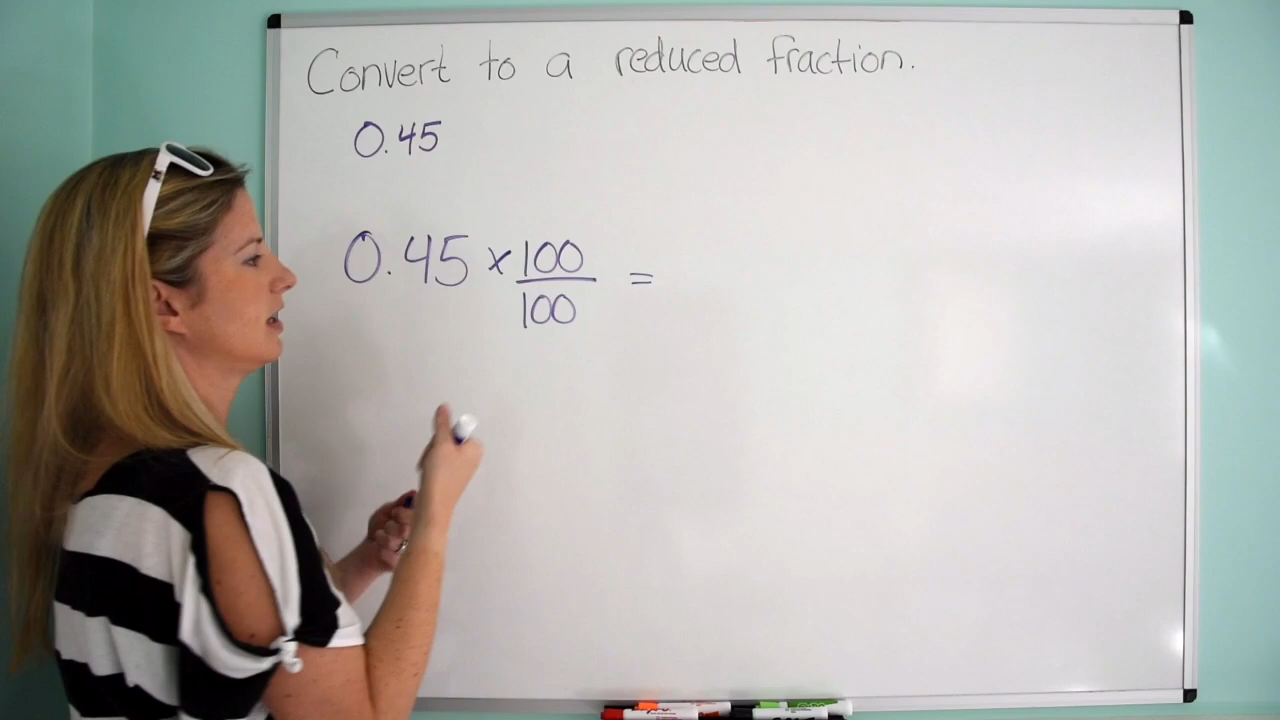 Convert to a reduced fraction.
0.45
0.45 × 100/100 =